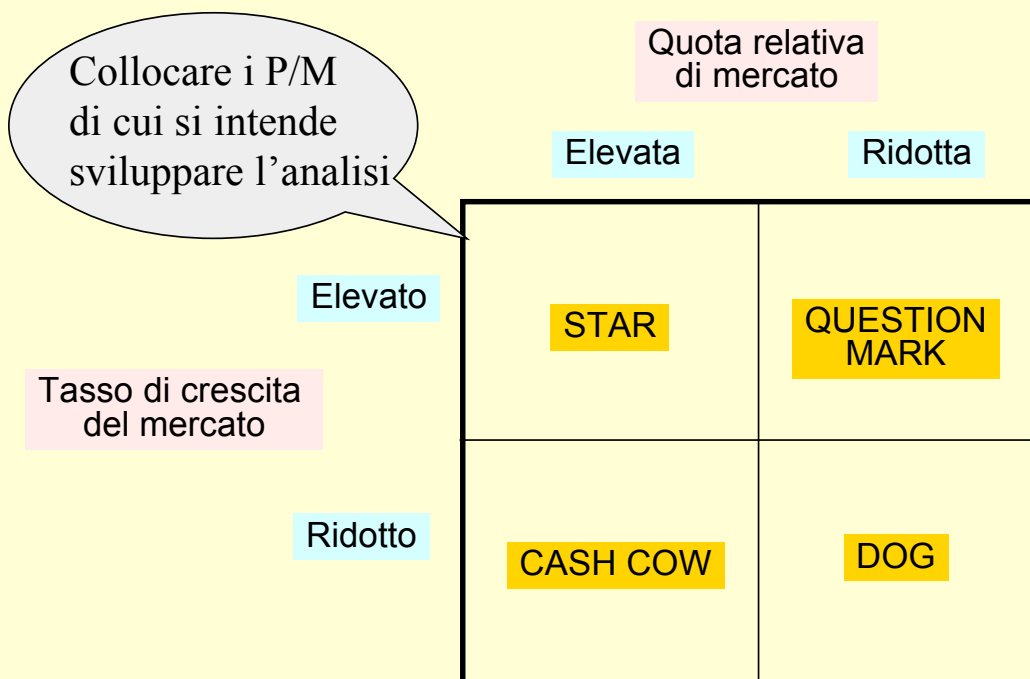 Collocare i P/M
di cui si intende
sviluppare l’analisi
Quota relativa
di mercato
Elevata
Ridotta
Elevato
STAR
QUESTION
MARK
Tasso di crescita
del mercato
Ridotto
CASH COW
DOG